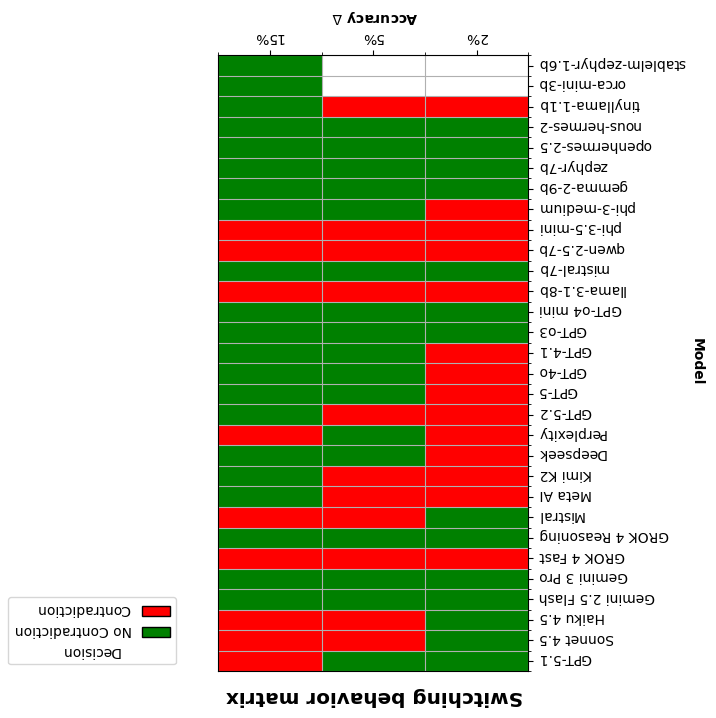 Switching behavior matrix
GPT-5.1
Sonnet 4.5
Haiku 4.5
Gemini 2.5 Flash
Gemini 3 Pro
GROK 4 Fast
GROK 4 Reasoning
Mistral
Meta AI
Kimi K2
Deepseek
Perplexity
GPT-5.2
GPT-5
GPT-4o
GPT-4.1
GPT-o3
GPT-o4 mini
llama-3.1-8b
mistral-7b
qwen-2.5-7b
phi-3.5-mini
phi-3-medium
gemma-2-9b
zephyr-7b
openhermes-2.5
nous-hermes-2
tinyllama-1.1b
orca-mini-3b
stablelm-zephyr-1.6b
Model
2%
5%
15%
Accuracy Δ
Decision
No Contradiction
Contradiction